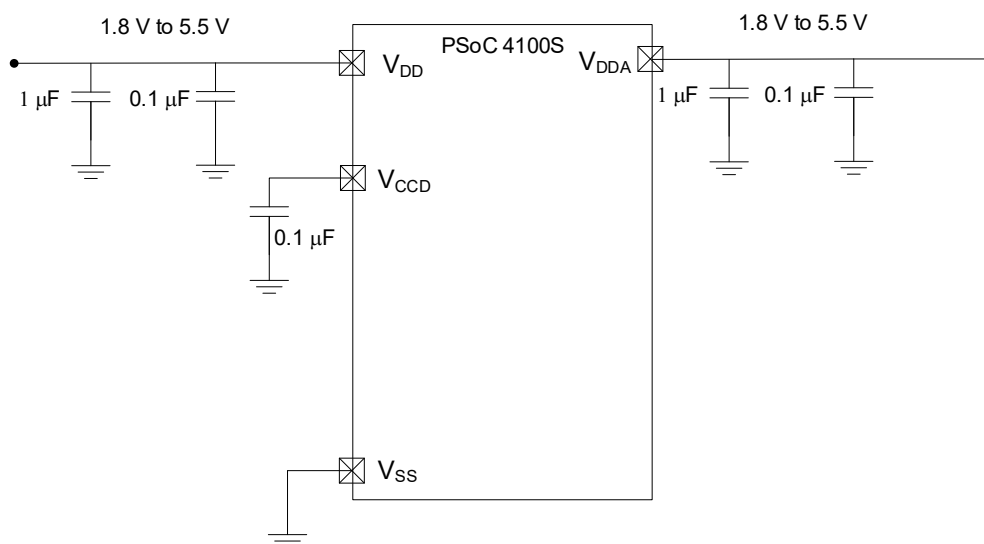 1.8 V to 5.5 V
1.8 V to 5.5 V
PSoC 4100S
VDD
VDDA
1 μF
0.1 μF
1 μF
0.1 μF
VCCD
0.1 μF
VSS